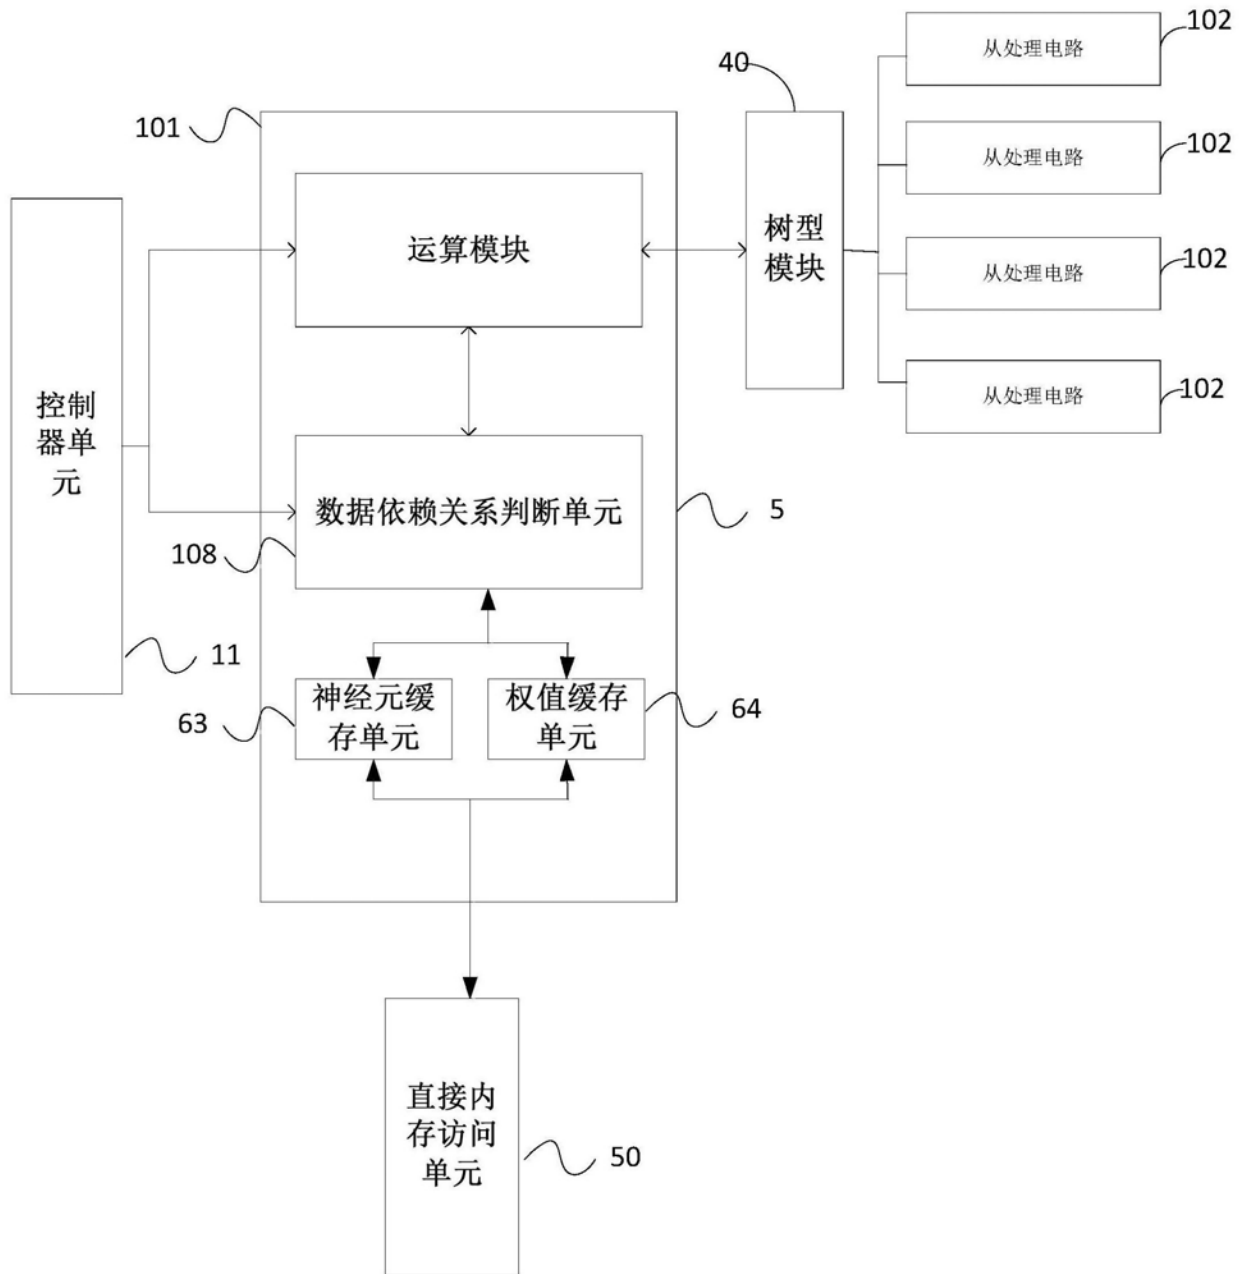 102
从处理电路
40
101
102
从处理电路
运算模块
树型
模块
102
从处理电路
控制
器单
元
102
从处理电路
数据依赖关系判断单元
5
108
11
神经元缓
存单元
63
权值缓存
单元
64
直接内
存访问
单元
50